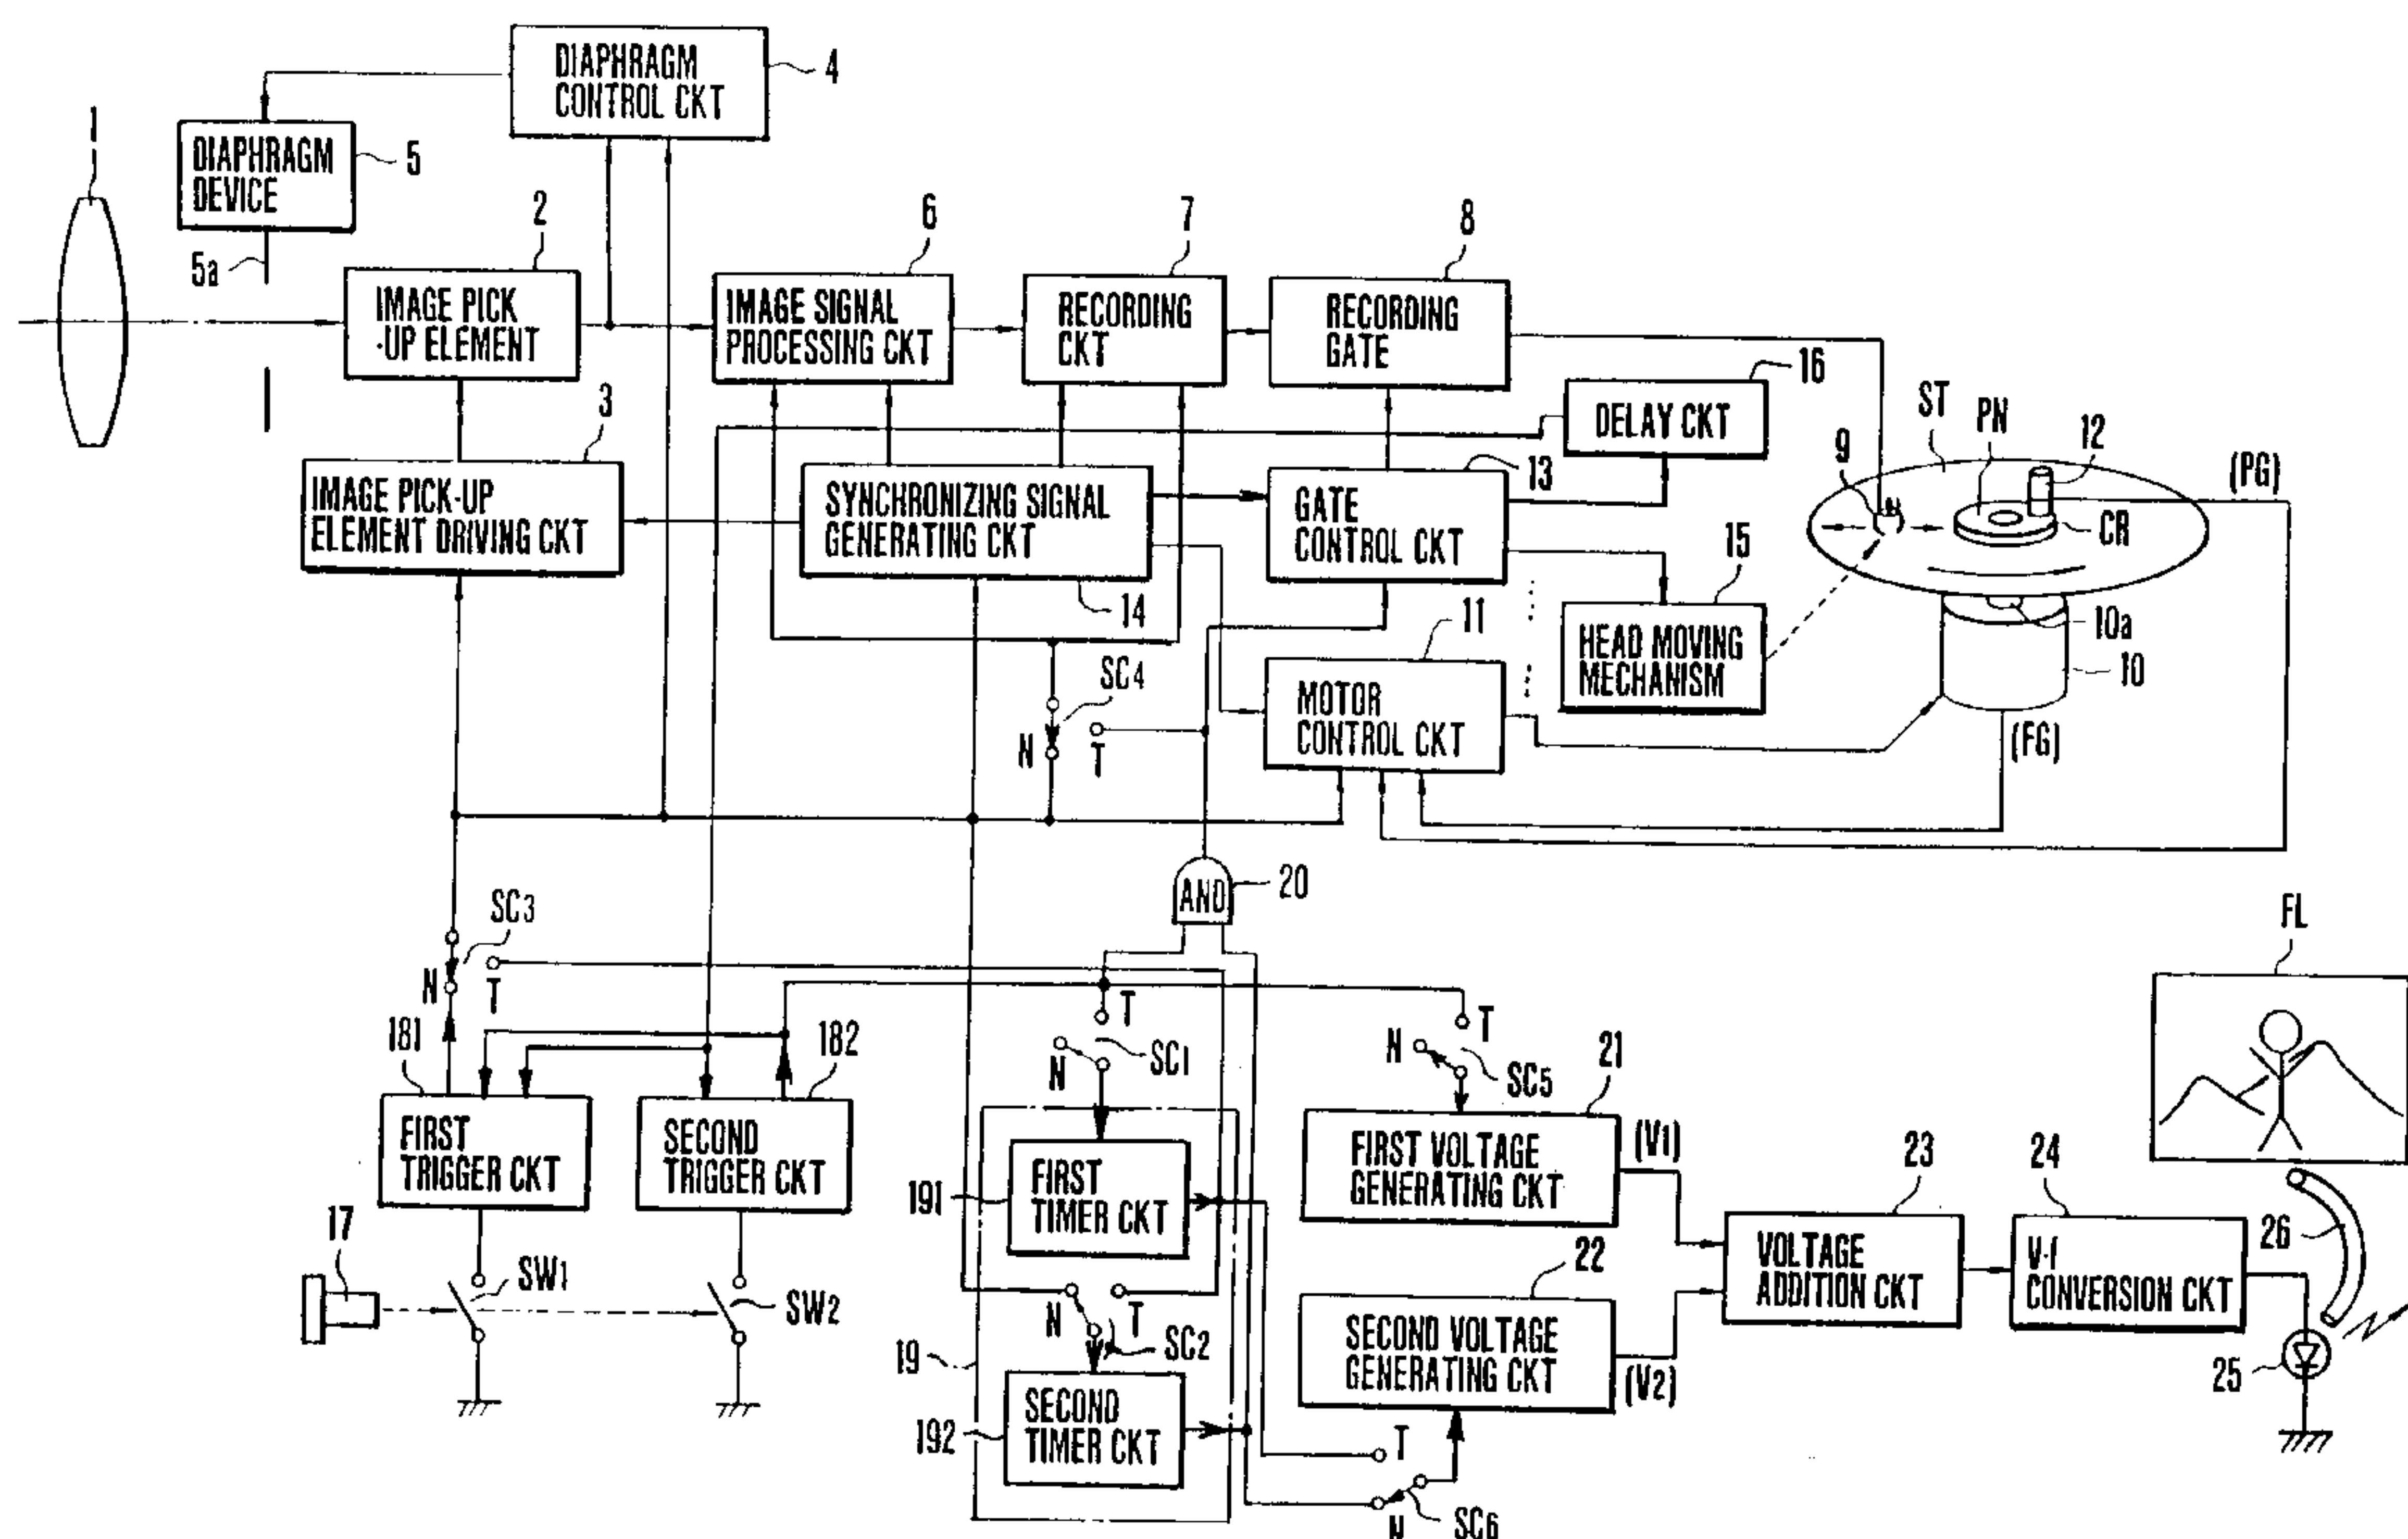 DIAPHRAGM
CONTROL CKT
4
1
DIAPHRAGM
DEVICE
5
5a
2
IMAGE PICK
-UP ELEMENT
6
IMAGE SIGNAL
PROCESSING CKT
7
RECORDING
CKT
8
RECORDING
GATE
16
DELAY CKT
ST
PN
12
9
(PG)
CR
3
IMAGE PICK-UP
ELEMENT DRIVING CKT
SYNCHRONIZING SIGNAL
GENERATING CKT
14
13
GATE
CONTROL CKT
15
HEAD MOVING
MECHANISM
10a
10
(FG)
11
MOTOR
CONTROL CKT
SC4
N
T
AND
20
SC3
N
T
FL
181
FIRST
TRIGGER CKT
182
SECOND
TRIGGER CKT
T
N
SC1
T
N
SC5
21
FIRST VOLTAGE
GENERATING CKT
(V1)
191
FIRST
TIMER CKT
23
VOLTAGE
ADDITION CKT
24
V-f
CONVERSION CKT
26
17
SW1
SW2
N
T
SC2
22
SECOND VOLTAGE
GENERATING CKT
(V2)
25
19
192
SECOND
TIMER CKT
T
N
SC6